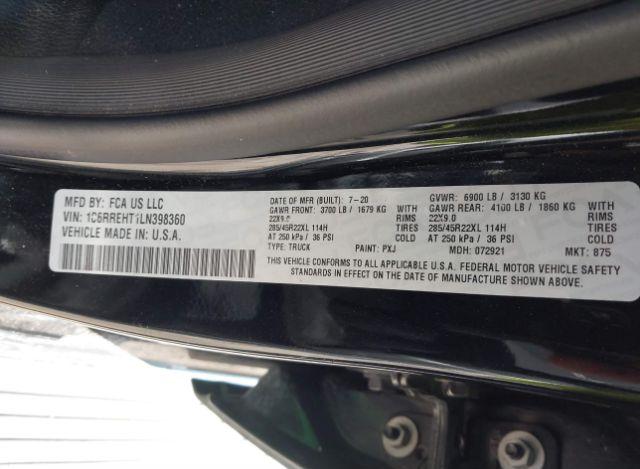 MFD BY: FCA US LLC
VIN: 1C6RREHT1LN398360
VEHICLE MADE IN: U.S.A.
DATE OF MFR (BUILT): 7-20
GAWR FRONT: 3700 LB / 1679 KG WITH
22X9.0 RIMS
285/45R22XL 114H
AT 250 kPa / 36 PSI
TYPE: TRUCK PAINT: PXJ
GVWR: 6900 LB / 3130 KG
GAWR REAR: 4100 LB / 1860 KG WITH
22X9.0 RIMS
285/45R22XL 114H
AT 250 kPa / 36 PSI
MDH: 072921 MKT: 875
THIS VEHICLE CONFORMS TO ALL APPLICABLE U.S.A. FEDERAL MOTOR VEHICLE SAFETY
STANDARDS IN EFFECT ON THE DATE OF MANUFACTURE SHOWN ABOVE.